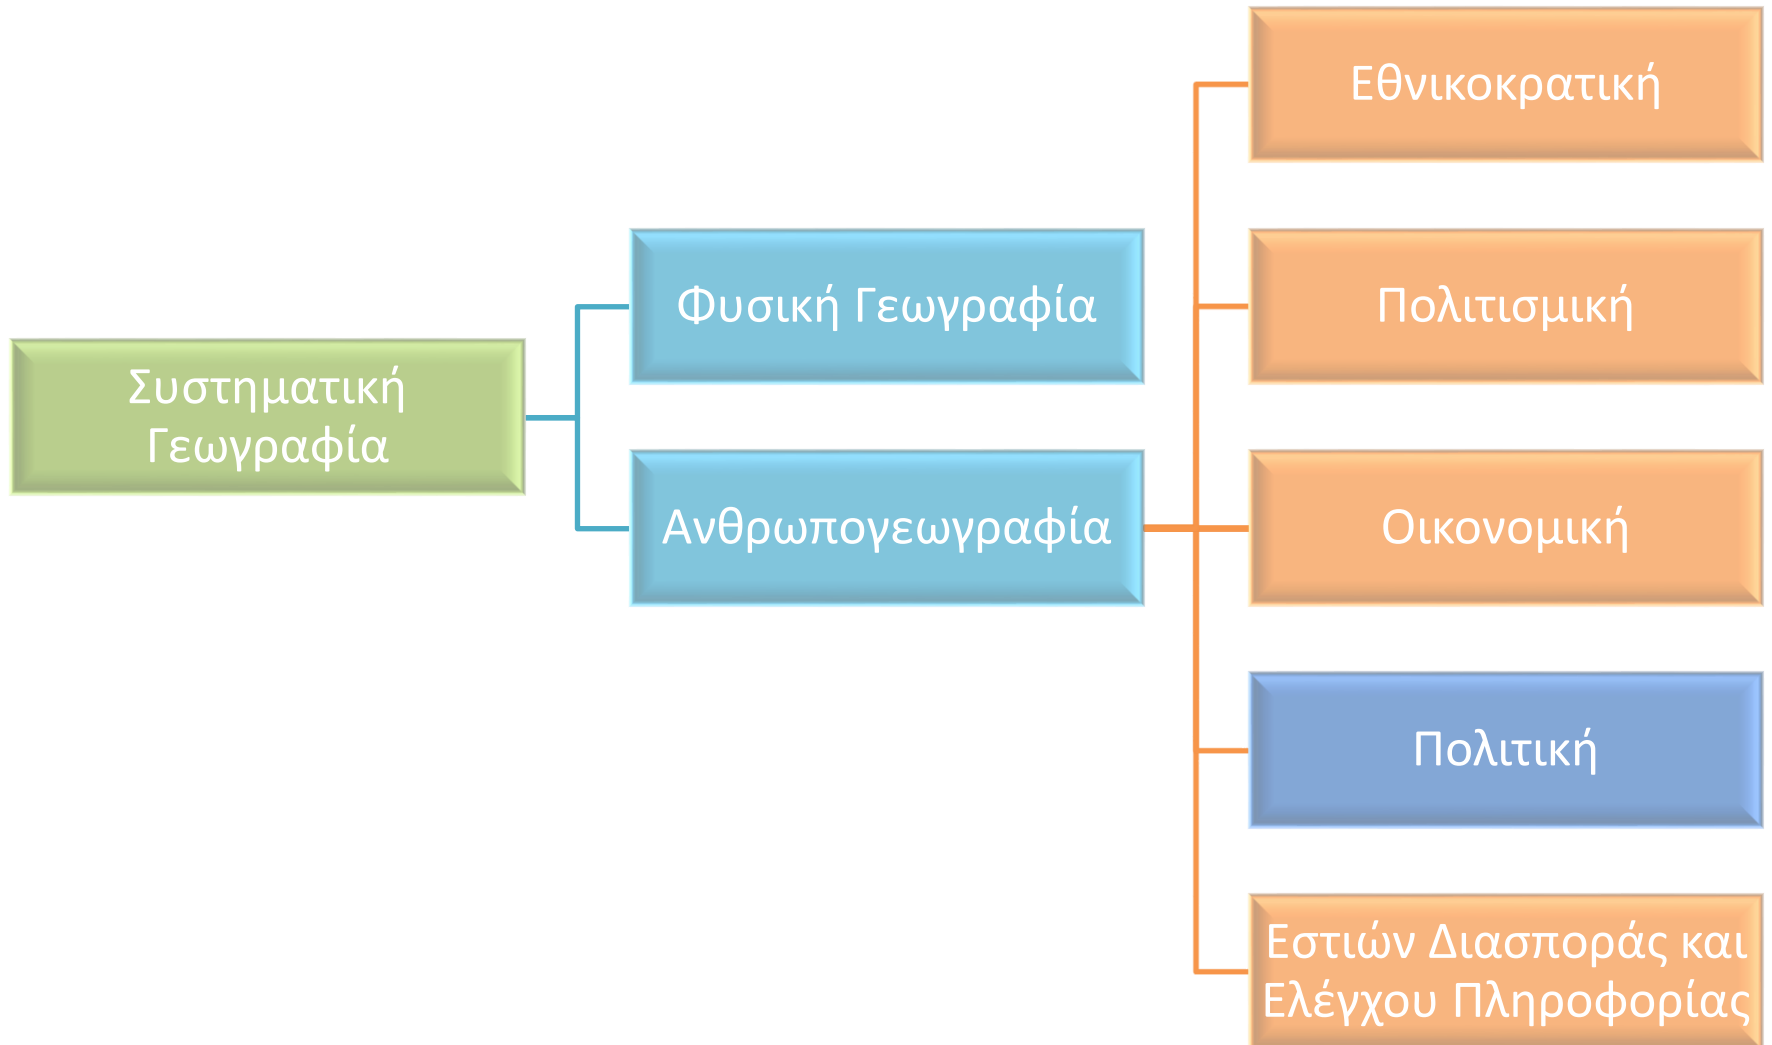 Συστηματική
Γεωγραφία
Φυσική Γεωγραφία
Ανθρωπογεωγραφία
Εθνικοκρατική
Πολιτισμική
Οικονομική
Πολιτική
Εστιών Διασποράς και
Ελέγχου Πληροφορίας